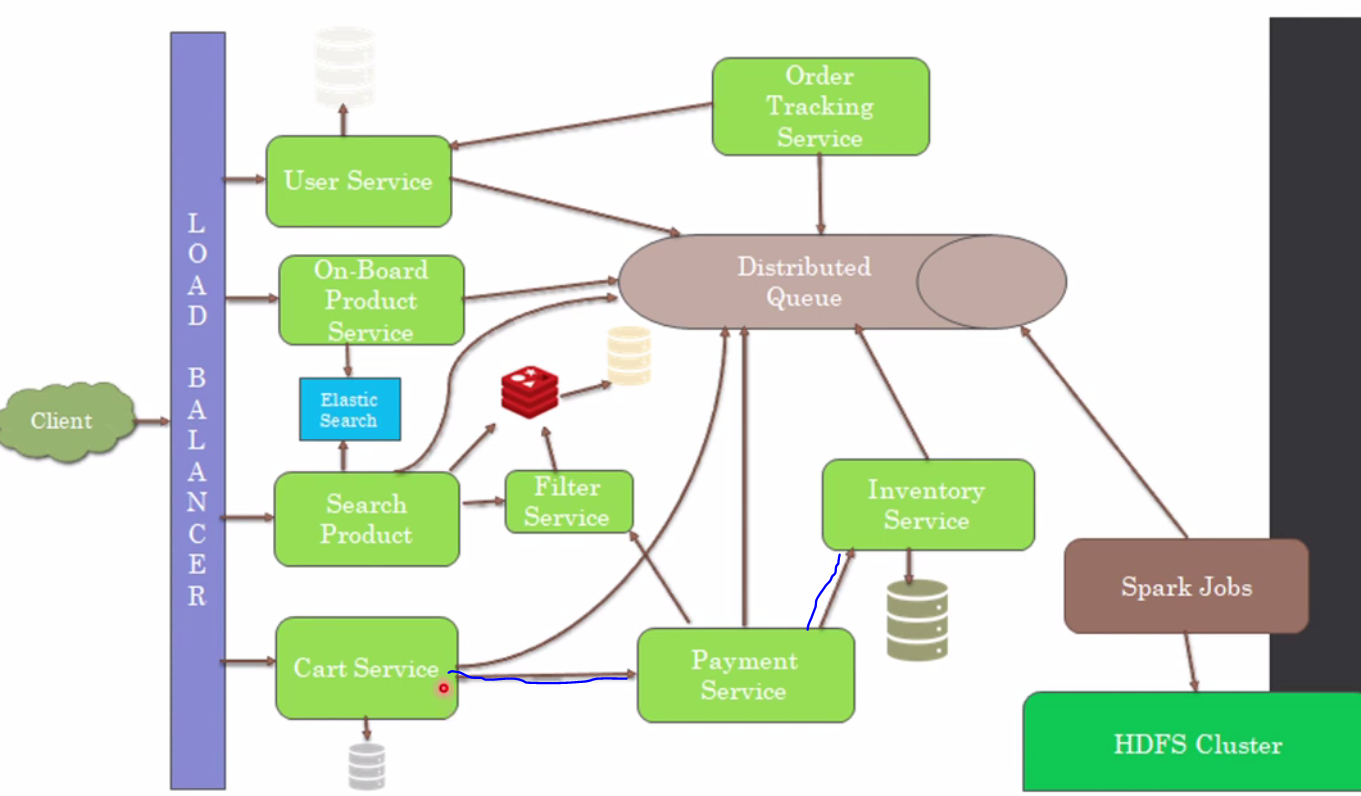 Client
L
O
A
D
B
A
L
A
N
C
E
R
User Service
Order
Tracking
Service
On-Board
Product
Service
Distributed
Queue
Elastic
Search
Search
Product
Filter
Service
Inventory
Service
Cart Service
Payment
Service
Spark Jobs
HDFS Cluster